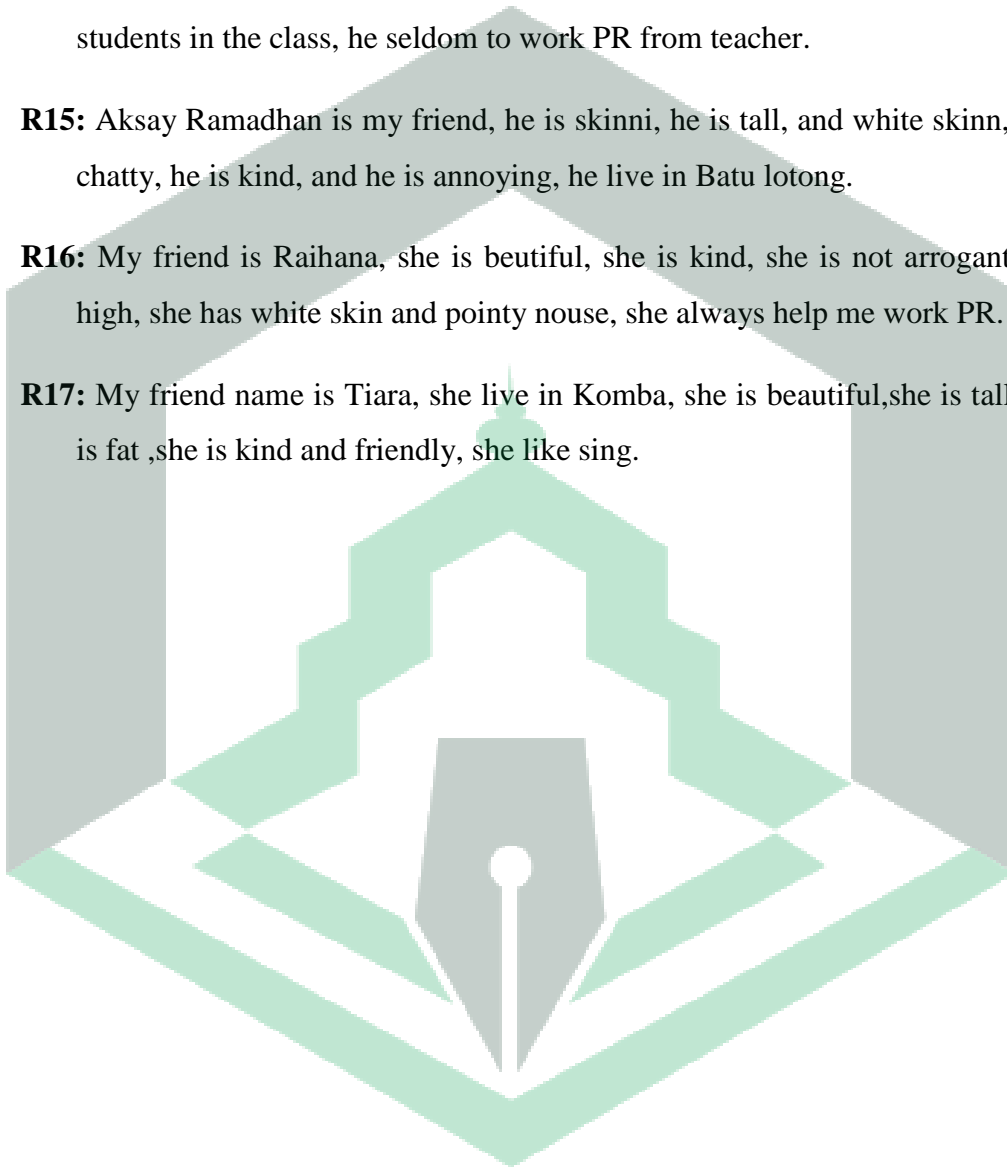 students in the class, he seldom to work PR from teacher.
R15: Aksay Ramadhan is my friend, he is skinni, he is tall, and white skinn,
chatty, he is kind, and he is annoying, he live in Batu lotong.
R16: My friend is Raihana, she is beutiful, she is kind, she is not arrogant
high, she has white skin and pointy nouse, she always help me work PR.
R17: My friend name is Tiara, she live in Komba, she is beautiful,she is tall
is fat ,she is kind and friendly, she like sing.